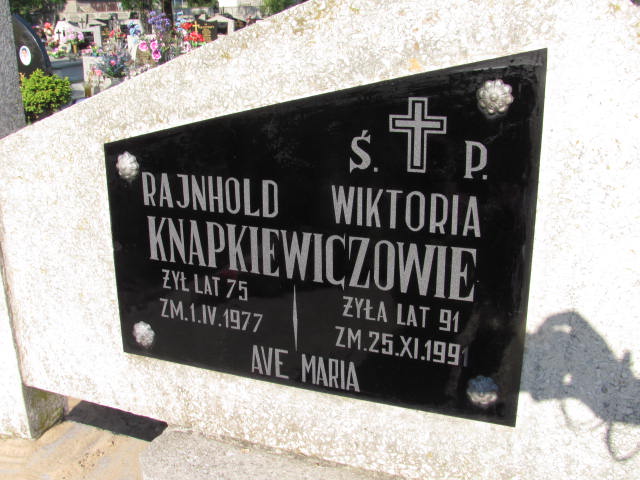 Ś. P.
RAJNHOLD WIKTORIA
KNAPKIEWICZOWIE
ŻYŁ LAT 75 ŻYŁA LAT 91
ZM.1.IV.1977 ZM.25.XI.1991
AVE MARIA